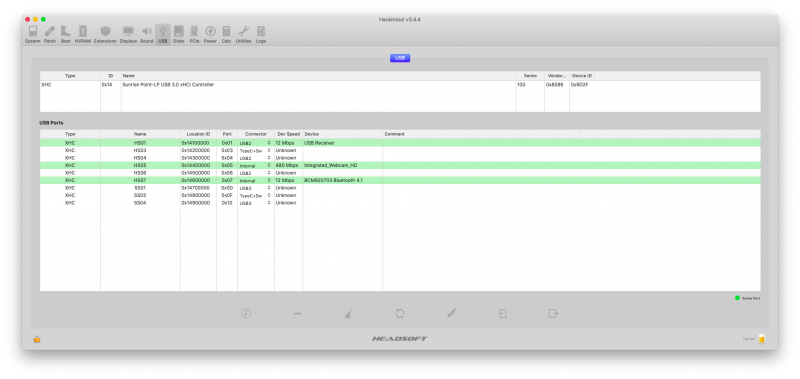 Hackintool v3.4.4
System Patch Boot NVRAM Extensions Displays Sound USB Disks PCIe Power Calc Utilities Logs
USB
Type ID Name Series Vendor... Device ID
XHC 0x14 Sunrise Point-LP USB 3.0 xHCI Controller 100 0x8086 0x9D2F
USB Ports
Type Name Location ID Port Connector Dev Speed Device Comment
XHC HS01 0x14100000 0x01 USB2 12 Mbps USB Receiver
XHC HS03 0x14200000 0x03 TypeC+Sw Unknown
XHC HS04 0x14300000 0x04 USB2 Unknown
XHC HS05 0x14400000 0x05 Internal 480 Mbps Integrated_Webcam_HD
XHC HS06 0x14500000 0x06 USB2 Unknown
XHC HS07 0x14600000 0x07 Internal 12 Mbps BCM920703 Bluetooth 4.1
XHC SS01 0x14700000 0x0D USB3 Unknown
XHC SS03 0x14800000 0x0F TypeC+Sw Unknown
XHC SS04 0x14900000 0x10 USB3 Unknown
Active Port
HEADSOFT